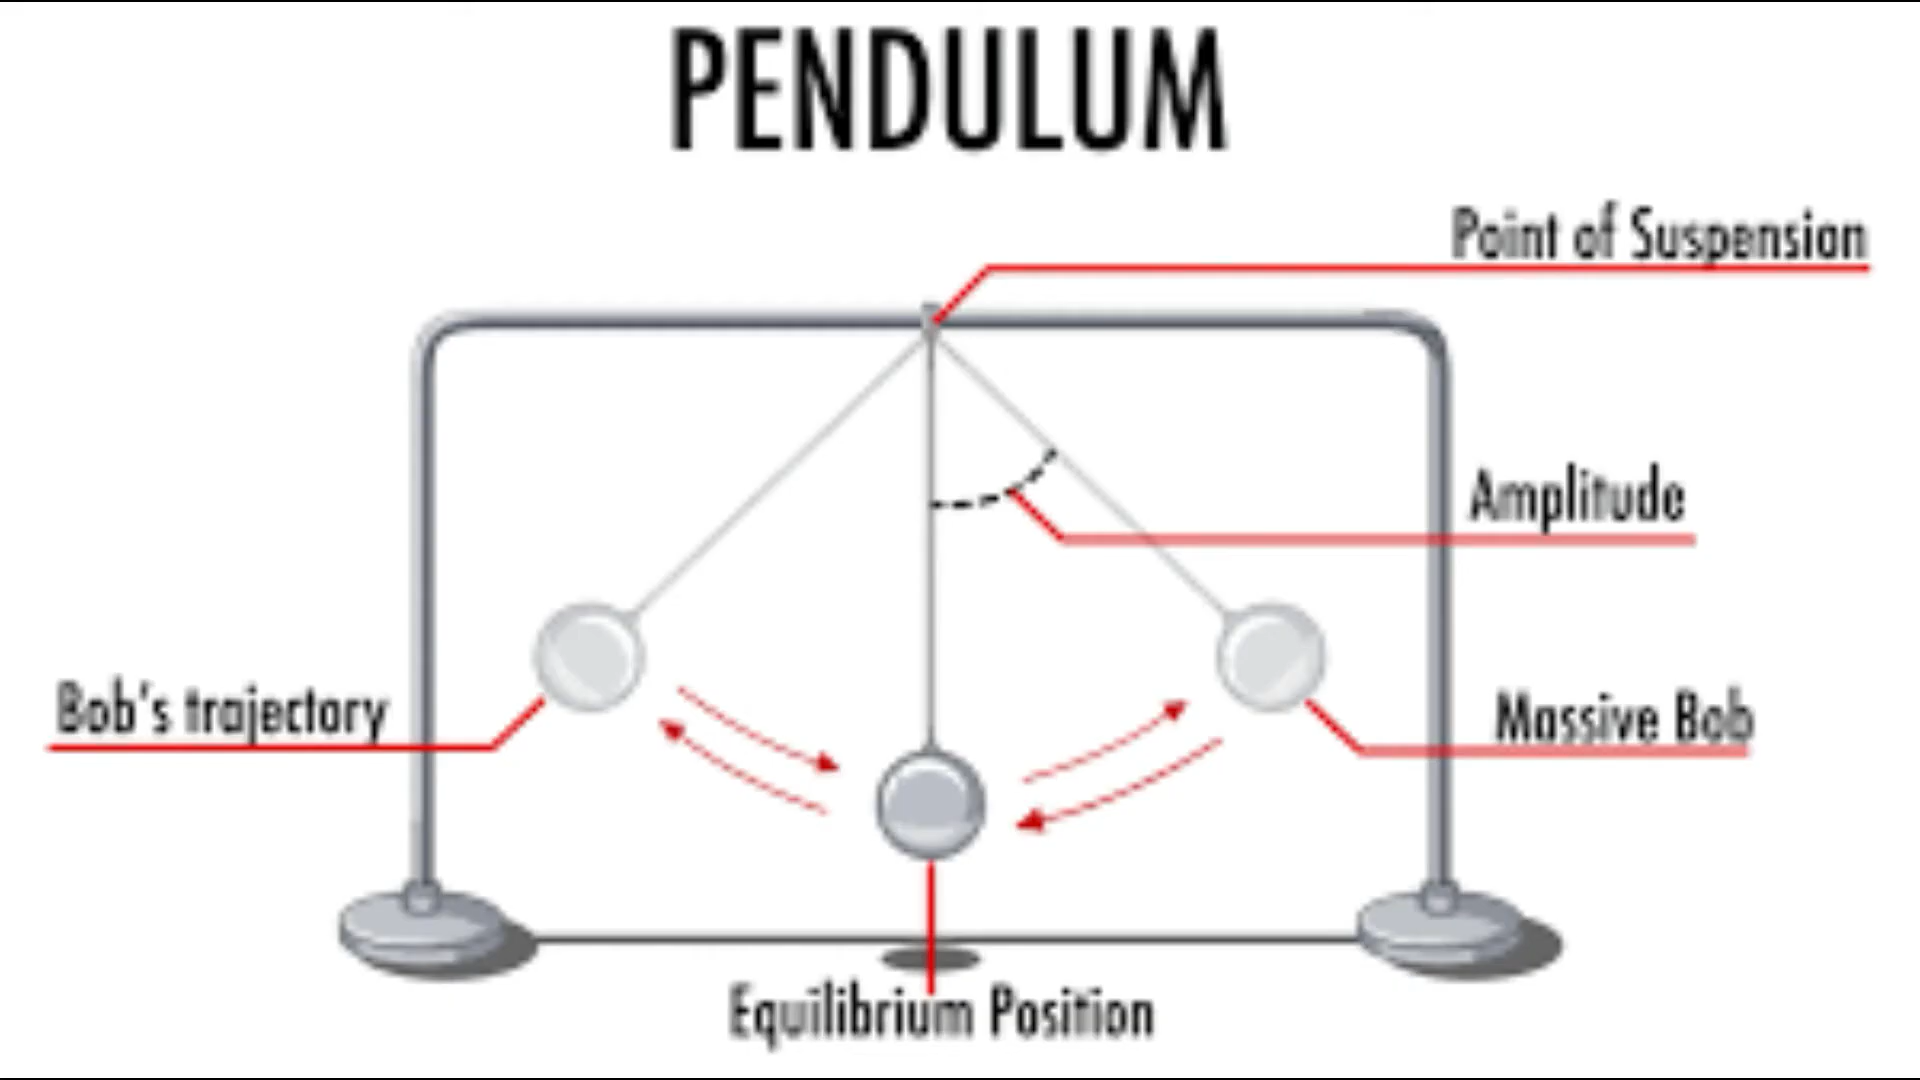 PENDULUM
Point of Suspension
Amplitude
Bob's trajectory
Massive Bob
Equilibrium Position